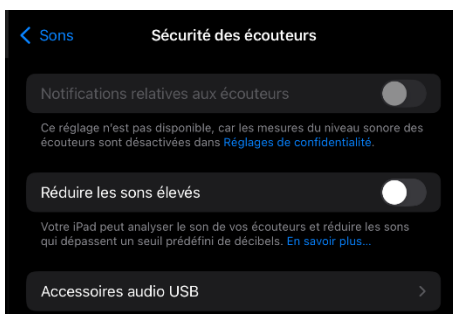 Sons
Sécurité des écouteurs
Notifications relatives aux écouteurs
Ce réglage n'est pas disponible, car les mesures du niveau sonore des
écouteurs sont désactivées dans Réglages de confidentialité.
Réduire les sons élevés
Votre iPad peut analyser le son de vos écouteurs et réduire les sons
qui dépassent un seuil prédéfini de décibels. En savoir plus...
Accessoires audio USB